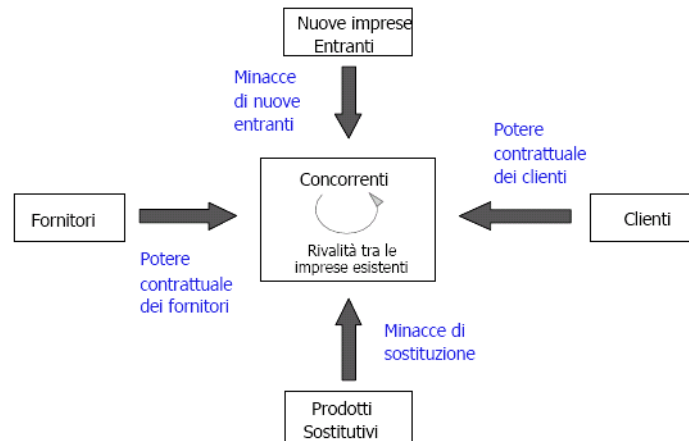 Nuove imprese
Entranti
Minacce
di nuove
entranti
Potere
contrattuale
dei clienti
Concorrenti
Rivalità tra le
imprese esistenti
Fornitori
Clienti
Potere
contrattuale
dei fornitori
Minacce di
sostituzione
Prodotti
Sostitutivi